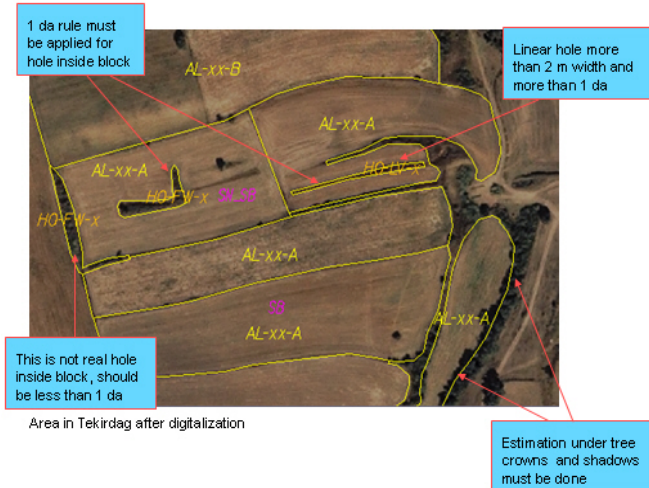 1 da rule must
be applied for
hole inside block
Linear hole more
than 2 m width and
more than 1 da
AL-xx-B
AL-xx-A
AL-xx-A
HO-LV-x
HO-FW-x
HO-FW-x
AL-xx-A
SB
AL-xx-A
AL-xx-A
This is not real hole
inside block, should
be less than 1 da
Area in Tekirdag after digitalization
Estimation under tree
crowns and shadows
must be done